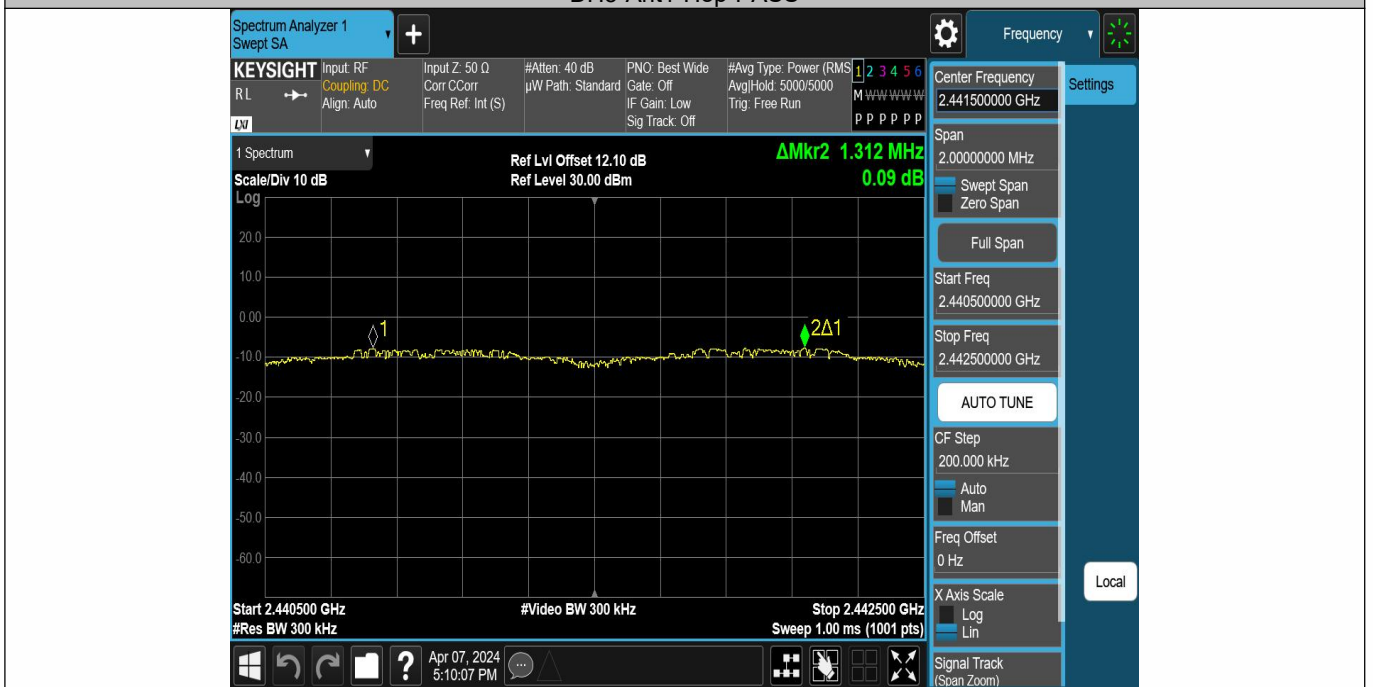 Spectrum Analyzer 1
Swept SA
+
Frequency
KEYSIGHT
RL
LXI
Input: RF
Coupling: DC
Align: Auto
Input Z: 50 Ω
Corr CCorr
Freq Ref: Int (S)
#Atten: 40 dB
µW Path: Standard
PNO: Best Wide
Gate: Off
IF Gain: Low
Sig Track: Off
#Avg Type: Power (RMS
Avg|Hold: 5000/5000
Trig: Free Run
1 2 3 4 5 6
M W W W W W
P P P P P P
1 Spectrum
Scale/Div 10 dB
Log
Ref Lvl Offset 12.10 dB
Ref Level 30.00 dBm
ΔMkr2 1.312 MHz
0.09 dB
20.0
10.0
0.00
-10.0
-20.0
-30.0
-40.0
-50.0
-60.0
1
2Δ1
Start 2.440500 GHz
#Res BW 300 kHz
#Video BW 300 kHz
Stop 2.442500 GHz
Sweep 1.00 ms (1001 pts)
Center Frequency
2.441500000 GHz
Settings
Span
2.00000000 MHz
Swept Span
Zero Span
Full Span
Start Freq
2.440500000 GHz
Stop Freq
2.442500000 GHz
AUTO TUNE
CF Step
200.000 kHz
Auto
Man
Freq Offset
0 Hz
X Axis Scale
Log
Lin
Local
Signal Track
(Span Zoom)
?
Apr 07, 2024
5:10:07 PM